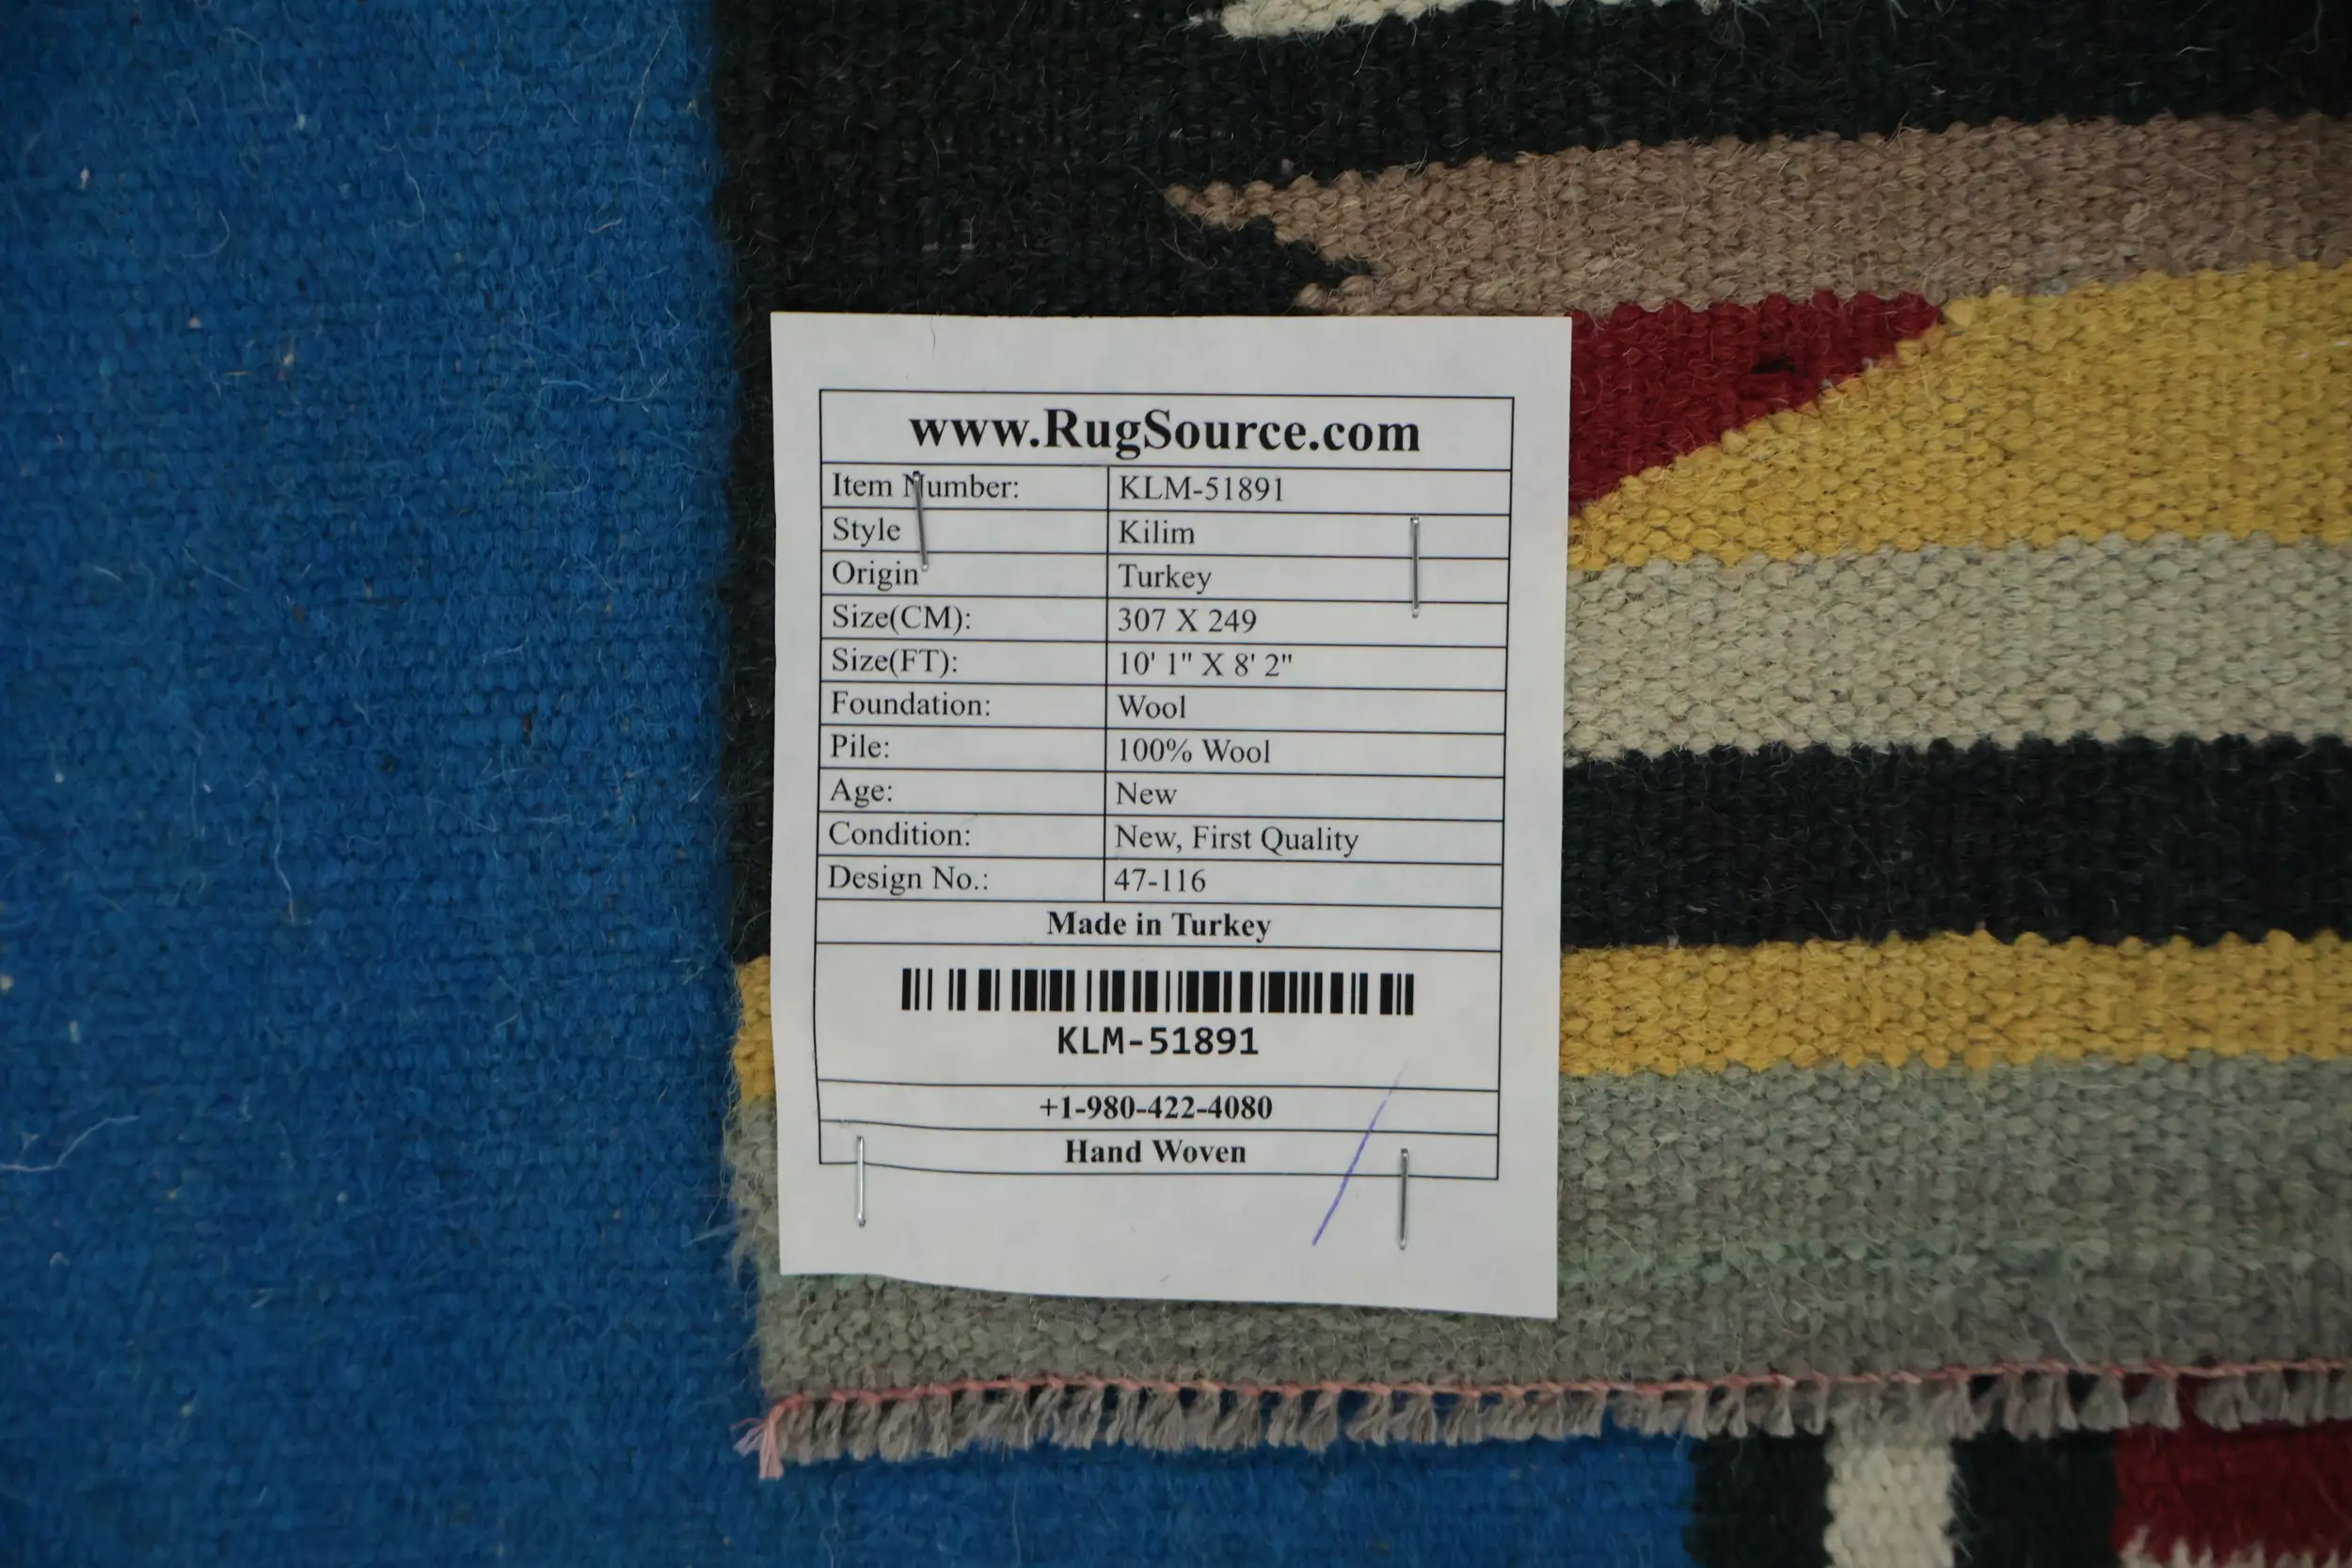 www.RugSource.com
Item Number: KLM-51891
Style Kilim
Origin Turkey
Size(CM): 307 X 249
Size(FT): 10' 1" X 8' 2"
Foundation: Wool
Pile: 100% Wool
Age: New
Condition: New, First Quality
Design No.: 47-116
Made in Turkey
KLM-51891
+1-980-422-4080
Hand Woven